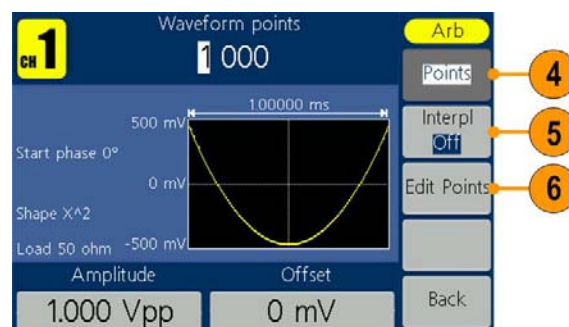 CH 1
Waveform points
1 000
Arb
Points
4
Interpl
Off
5
Edit Points
6
1.00000 ms
500 mV
Start phase 0°
0 mV
Shape X^2
Load 50 ohm
-500 mV
Amplitude
Offset
1.000 Vpp
0 mV
Back